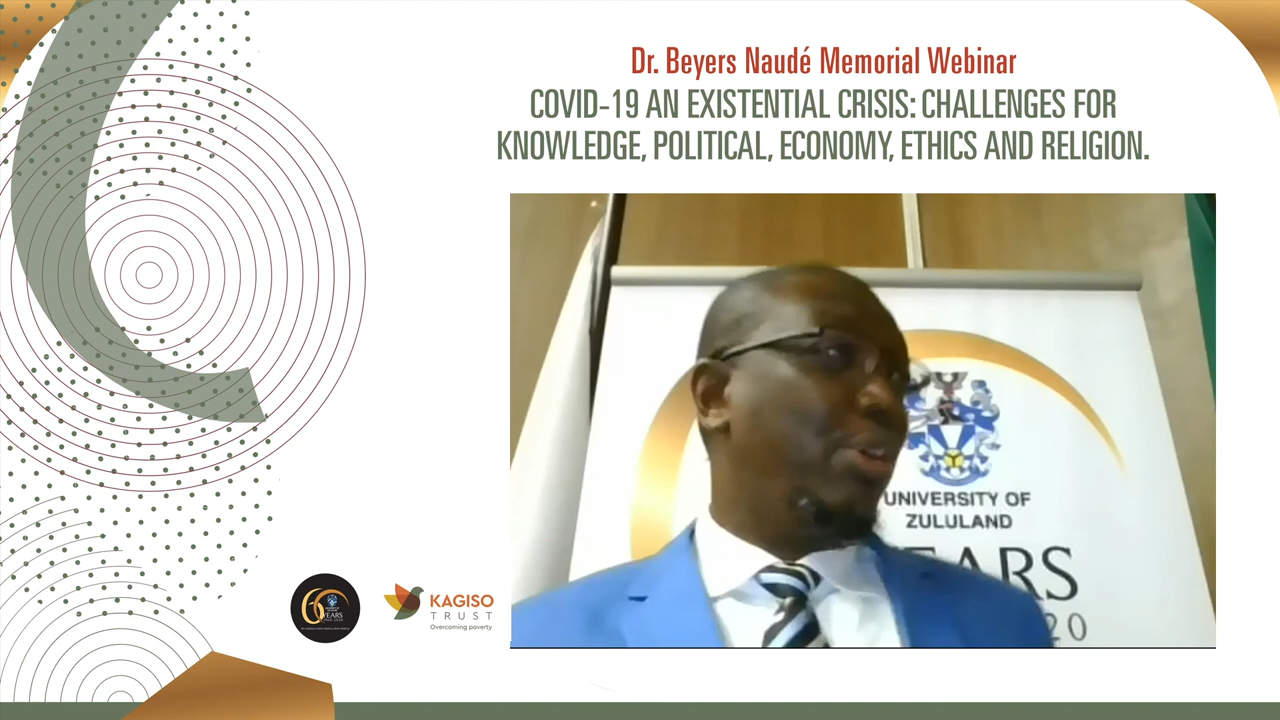 Dr. Beyers Naudé Memorial Webinar
COVID-19 AN EXISTENTIAL CRISIS: CHALLENGES FOR
KNOWLEDGE, POLITICAL, ECONOMY, ETHICS AND RELIGION.
UNIVERSITY OF
ZULULAND
EARS
20
YEARS
KAGISO
TRUST
Overcoming poverty